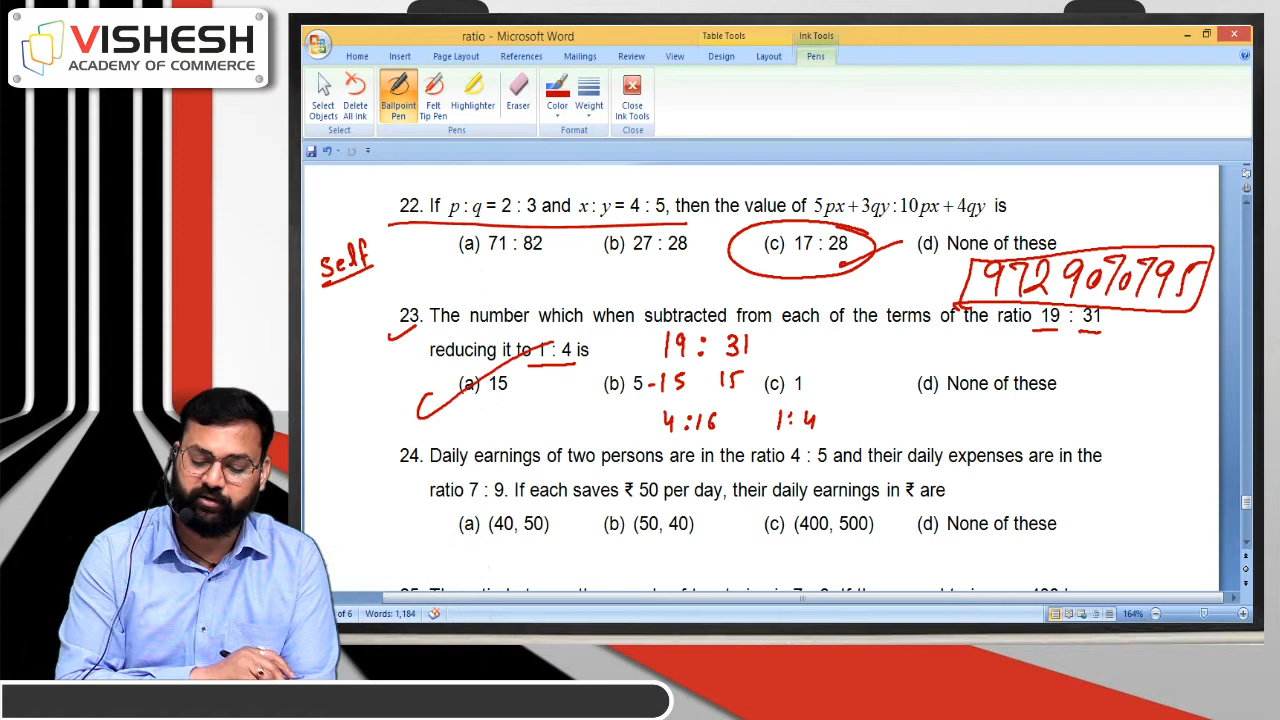 VISHESH
ACADEMY OF COMMERCE
ratio - Microsoft Word
Table Tools
Ink Tools
Home Insert Page Layout References Mailings Review View Design Layout Pens
Select Objects
Delete All Ink
Ballpoint Pen
Felt Tip Pen
Highlighter
Eraser
Color
Weight
Close Ink Tools
Select Pens Format Close
22. If p : q = 2 : 3 and x : y = 4 : 5, then the value of 5px + 3qy : 10px + 4qy is
(a) 71 : 82 (b) 27 : 28 (c) 17 : 28 (d) None of these
Self
9729070795
23. The number which when subtracted from each of the terms of the ratio 19 : 31
reducing it to 1 : 4 is
19 : 31
(a) 15 (b) 5 (c) 1 (d) None of these
-15 15
4 : 16 1 : 4
24. Daily earnings of two persons are in the ratio 4 : 5 and their daily expenses are in the
ratio 7 : 9. If each saves ₹ 50 per day, their daily earnings in ₹ are
(a) (40, 50) (b) (50, 40) (c) (400, 500) (d) None of these
of 6 Words: 1,184 164%